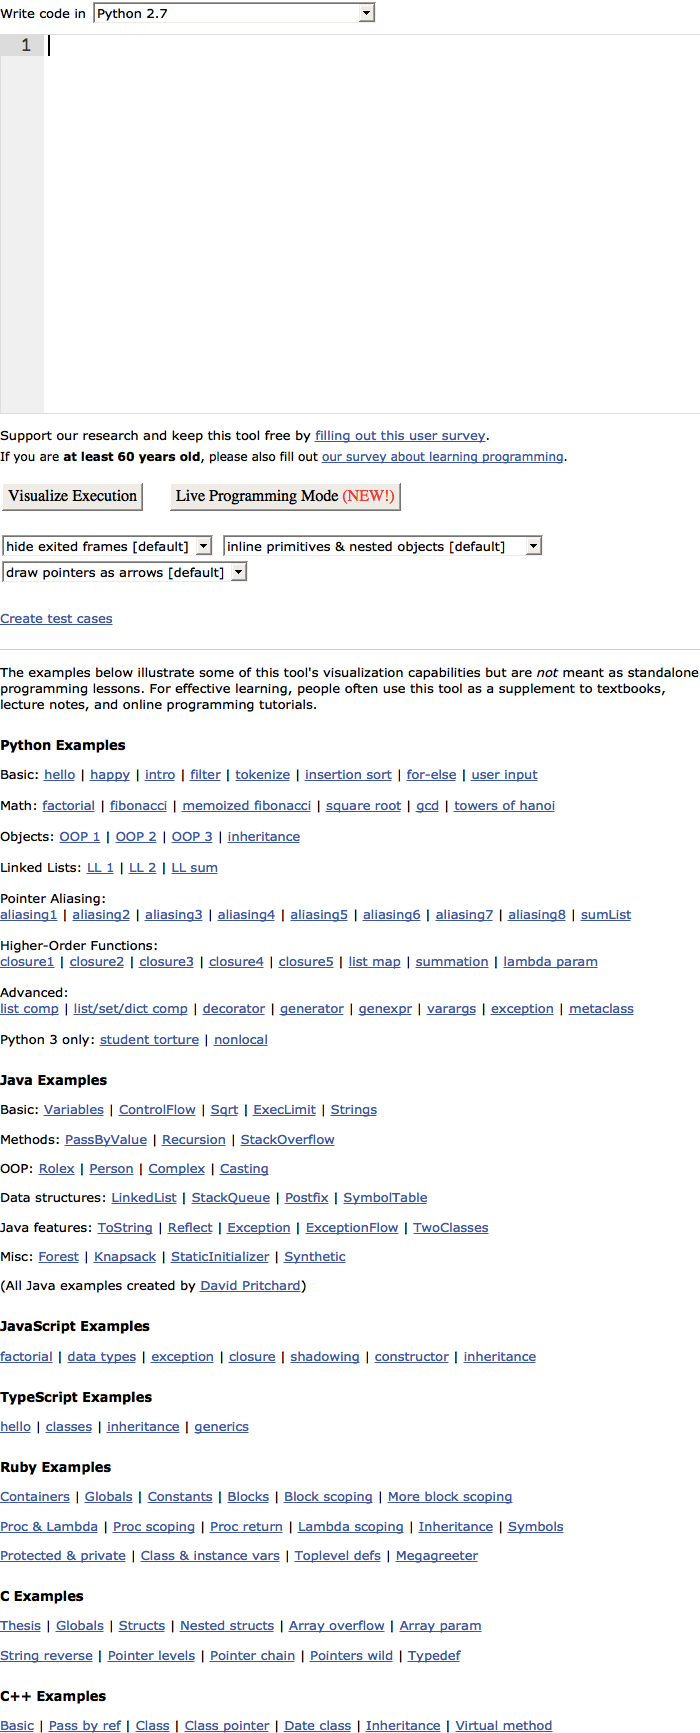 Write code in Python 2.7
1
Support our research and keep this tool free by filling out this user survey.
If you are at least 60 years old, please also fill out our survey about learning programming.
Visualize Execution Live Programming Mode (NEW!)
hide exited frames [default] inline primitives & nested objects [default]
draw pointers as arrows [default]
Create test cases
The examples below illustrate some of this tool's visualization capabilities but are not meant as standalone
programming lessons. For effective learning, people often use this tool as a supplement to textbooks,
lecture notes, and online programming tutorials.
Python Examples
Basic: hello | happy | intro | filter | tokenize | insertion sort | for-else | user input
Math: factorial | fibonacci | memoized fibonacci | square root | gcd | towers of hanoi
Objects: OOP 1 | OOP 2 | OOP 3 | inheritance
Linked Lists: LL 1 | LL 2 | LL sum
Pointer Aliasing:
aliasing1 | aliasing2 | aliasing3 | aliasing4 | aliasing5 | aliasing6 | aliasing7 | aliasing8 | sumList
Higher-Order Functions:
closure1 | closure2 | closure3 | closure4 | closure5 | list map | summation | lambda param
Advanced:
list comp | list/set/dict comp | decorator | generator | genexpr | varargs | exception | metaclass
Python 3 only: student torture | nonlocal
Java Examples
Basic: Variables | ControlFlow | Sqrt | ExecLimit | Strings
Methods: PassByValue | Recursion | StackOverflow
OOP: Rolex | Person | Complex | Casting
Data structures: LinkedList | StackQueue | Postfix | SymbolTable
Java features: ToString | Reflect | Exception | ExceptionFlow | TwoClasses
Misc: Forest | Knapsack | StaticInitializer | Synthetic
(All Java examples created by David Pritchard)
JavaScript Examples
factorial | data types | exception | closure | shadowing | constructor | inheritance
TypeScript Examples
hello | classes | inheritance | generics
Ruby Examples
Containers | Globals | Constants | Blocks | Block scoping | More block scoping
Proc & Lambda | Proc scoping | Proc return | Lambda scoping | Inheritance | Symbols
Protected & private | Class & instance vars | Toplevel defs | Megagreeter
C Examples
Thesis | Globals | Structs | Nested structs | Array overflow | Array param
String reverse | Pointer levels | Pointer chain | Pointers wild | Typedef
C++ Examples
Basic | Pass by ref | Class | Class pointer | Date class | Inheritance | Virtual method